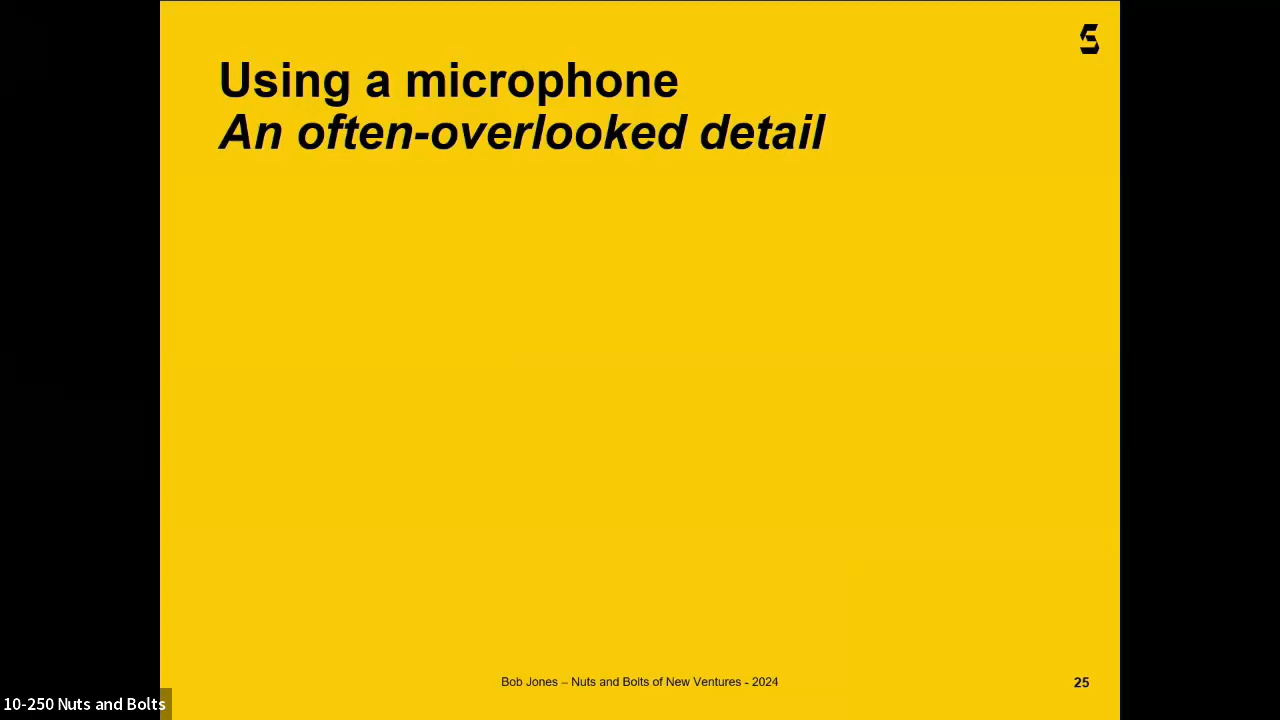 Using a microphone
An often-overlooked detail
Bob Jones – Nuts and Bolts of New Ventures - 2024
25
10-250 Nuts and Bolts